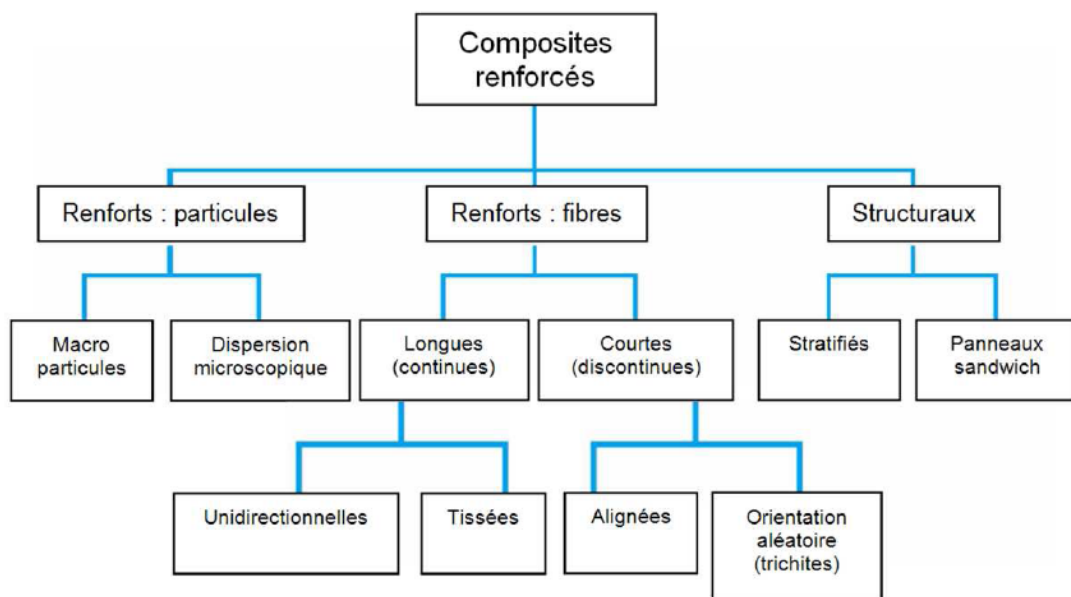 Composites
renforcés
Renforts : particules
Renforts : fibres
Structuraux
Macro
particules
Dispersion
microscopique
Longues
(continues)
Courtes
(discontinues)
Stratifiés
Panneaux
sandwich
Unidirectionnelles
Tissées
Alignées
Orientation
aléatoire
(trichites)